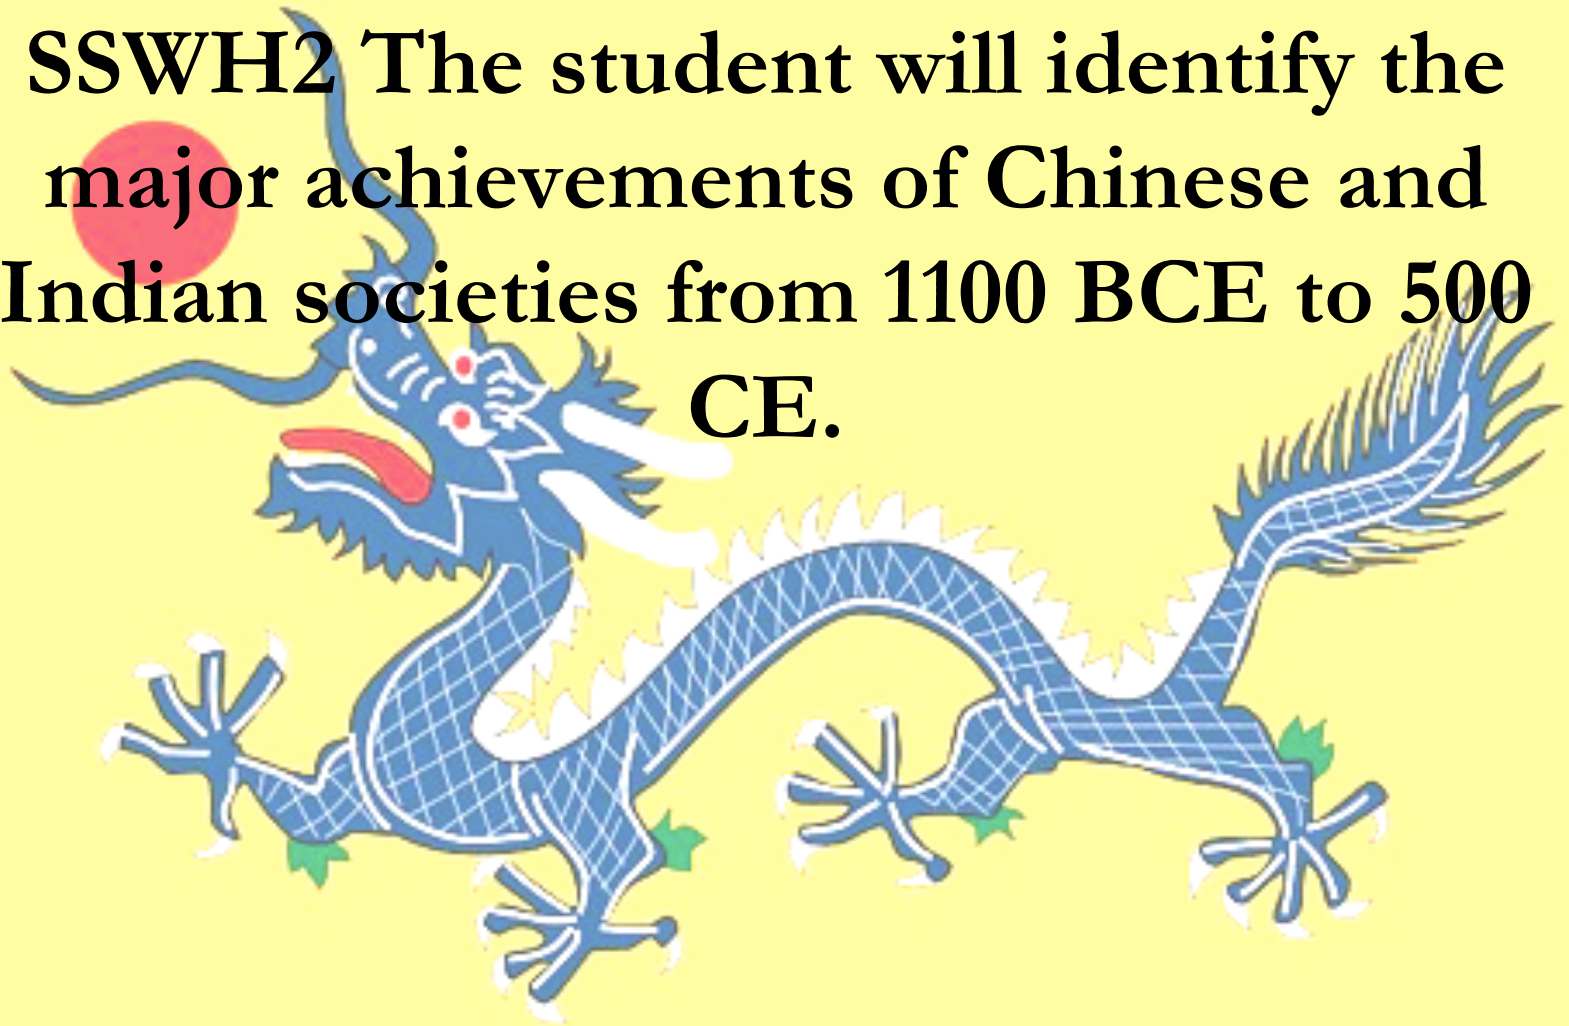 SSWH2 The student will identify the
major achievements of Chinese and
Indian societies from 1100 BCE to 500
CE.